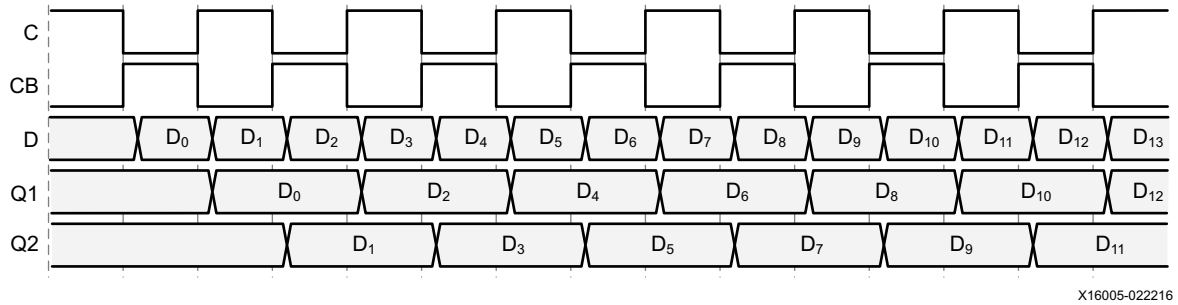 C
CB
D D₀ D₁ D₂ D₃ D₄ D₅ D₆ D₇ D₈ D₉ D₁₀ D₁₁ D₁₂ D₁₃
Q1 D₀ D₂ D₄ D₆ D₈ D₁₀ D₁₂
Q2 D₁ D₃ D₅ D₇ D₉ D₁₁
X16005-022216